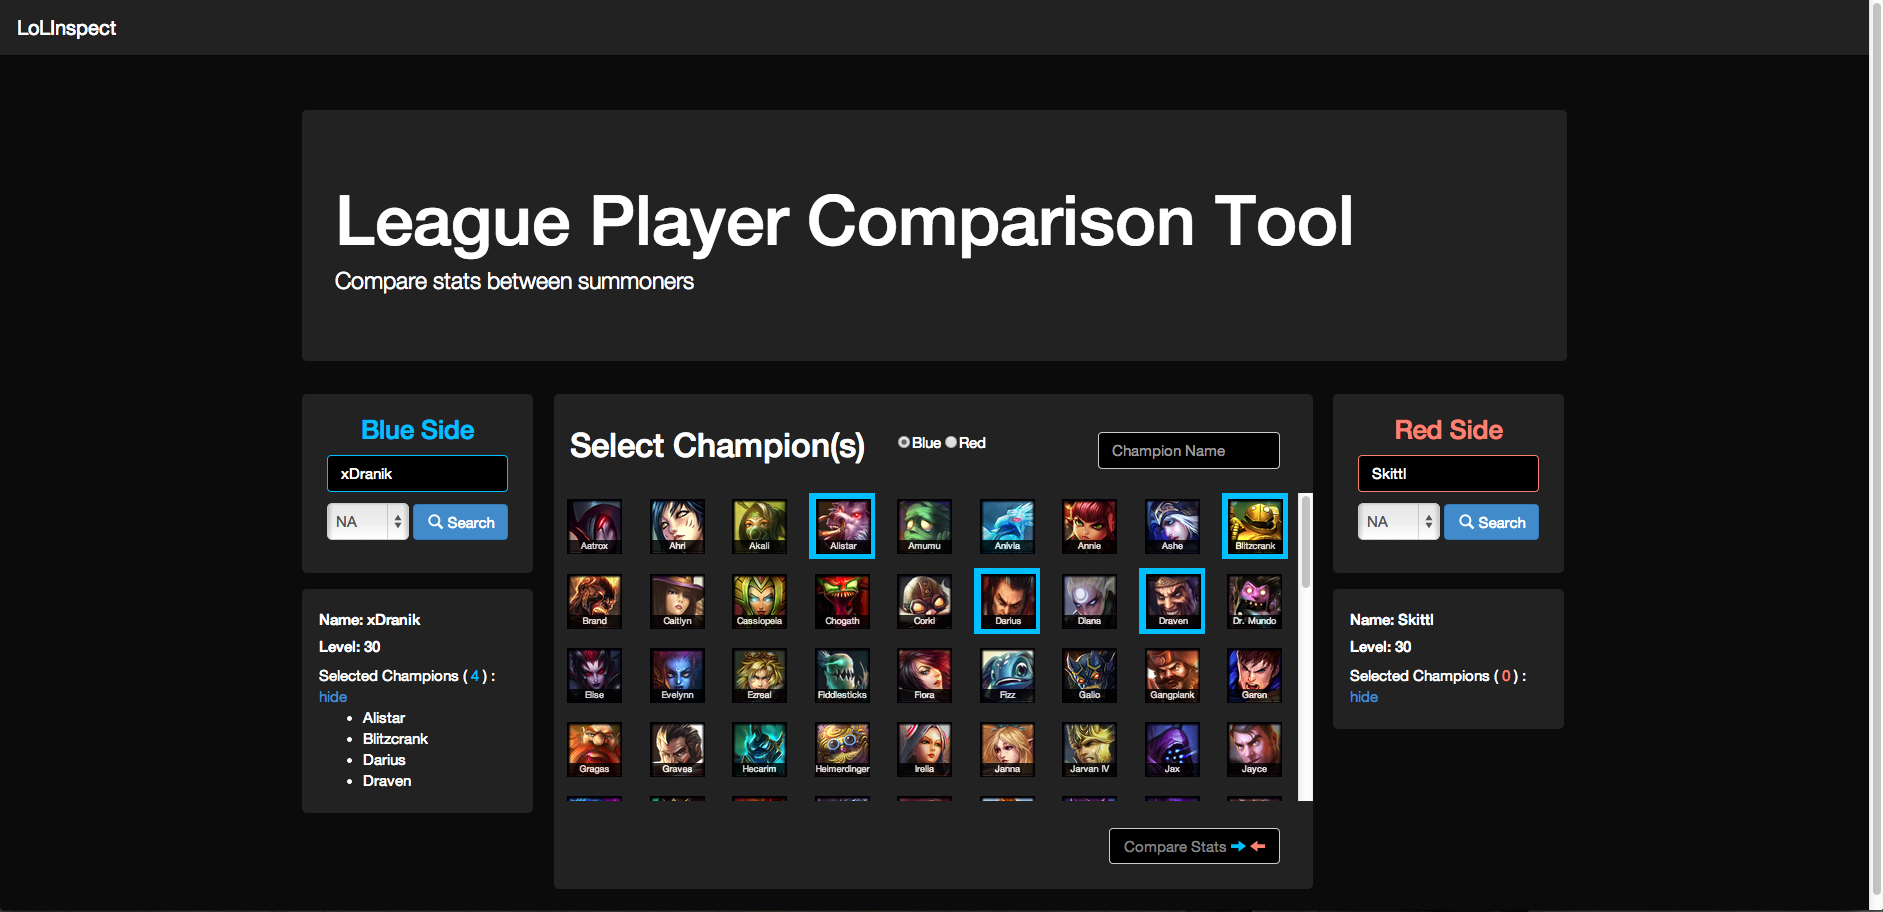 LoLInspect
League Player Comparison Tool
Compare stats between summoners
Blue Side
xDranik
NA
Search
Name: xDranik
Level: 30
Selected Champions ( 4 ) :
hide
Alistar
Blitzcrank
Darius
Draven
Select Champion(s)
Blue Red
Champion Name
Aatrox Ahri Akali Alistar Amumu Anivia Annie Ashe Blitzcrank
Brand Caitlyn Cassiopeia Chogath Corki Darius Diana Draven Dr. Mundo
Elise Evelynn Ezreal Fiddlesticks Fiora Fizz Galio Gangplank Garen
Gragas Graves Hecarim Heimerdinger Irelia Janna Jarvan IV Jax Jayce
Compare Stats
Red Side
Skittl
NA
Search
Name: Skittl
Level: 30
Selected Champions ( 0 ) :
hide